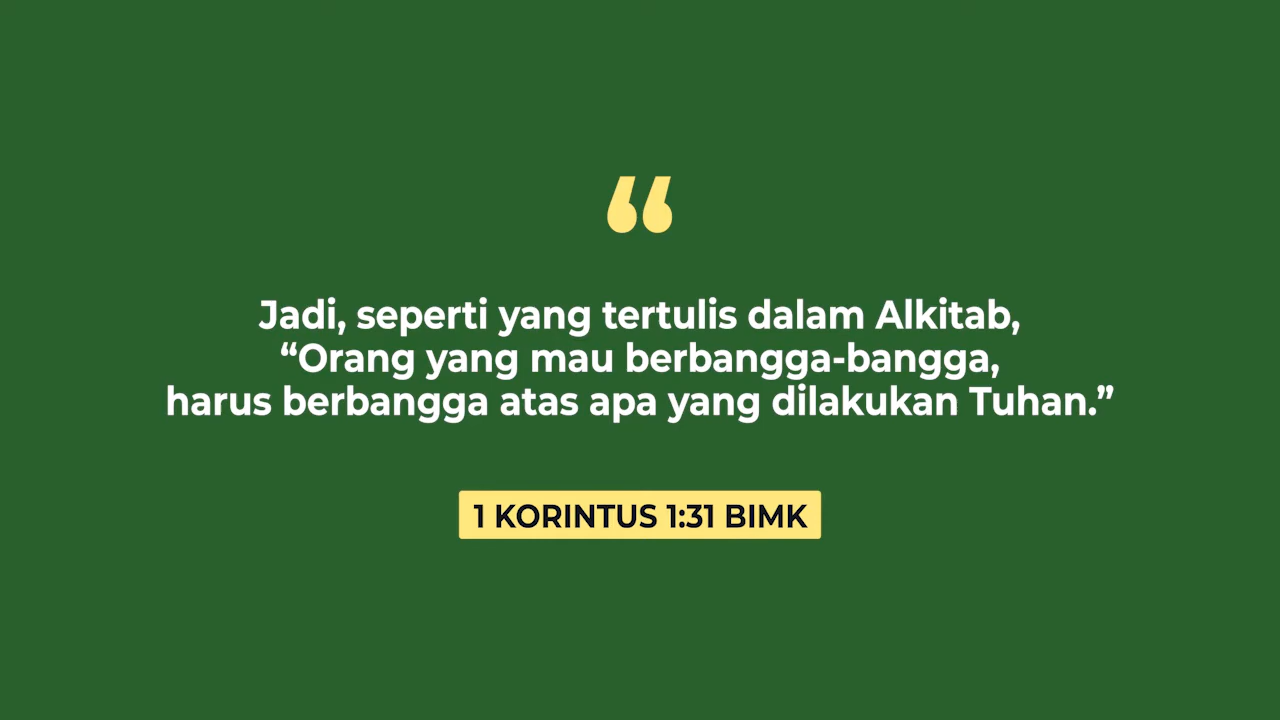 “
Jadi, seperti yang tertulis dalam Alkitab,
“Orang yang mau berbangga-bangga,
harus berbangga atas apa yang dilakukan Tuhan.”
1 KORINTUS 1:31 BIMK